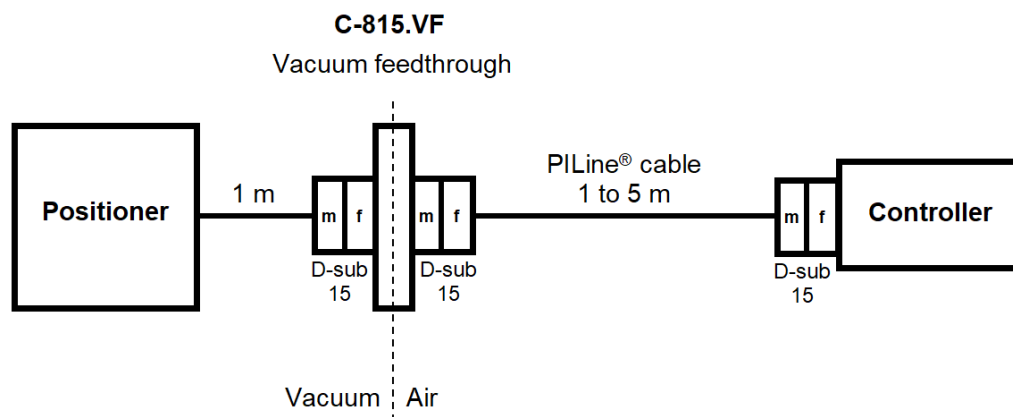 C-815.VF
Vacuum feedthrough
Positioner
1 m
m f
D-sub
15
m f
D-sub
15
PILine® cable
1 to 5 m
m f
D-sub
15
Controller
Vacuum
Air